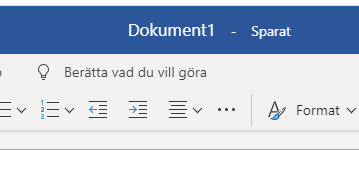 Dokument1 - Sparat
Berätta vad du vill göra
Format